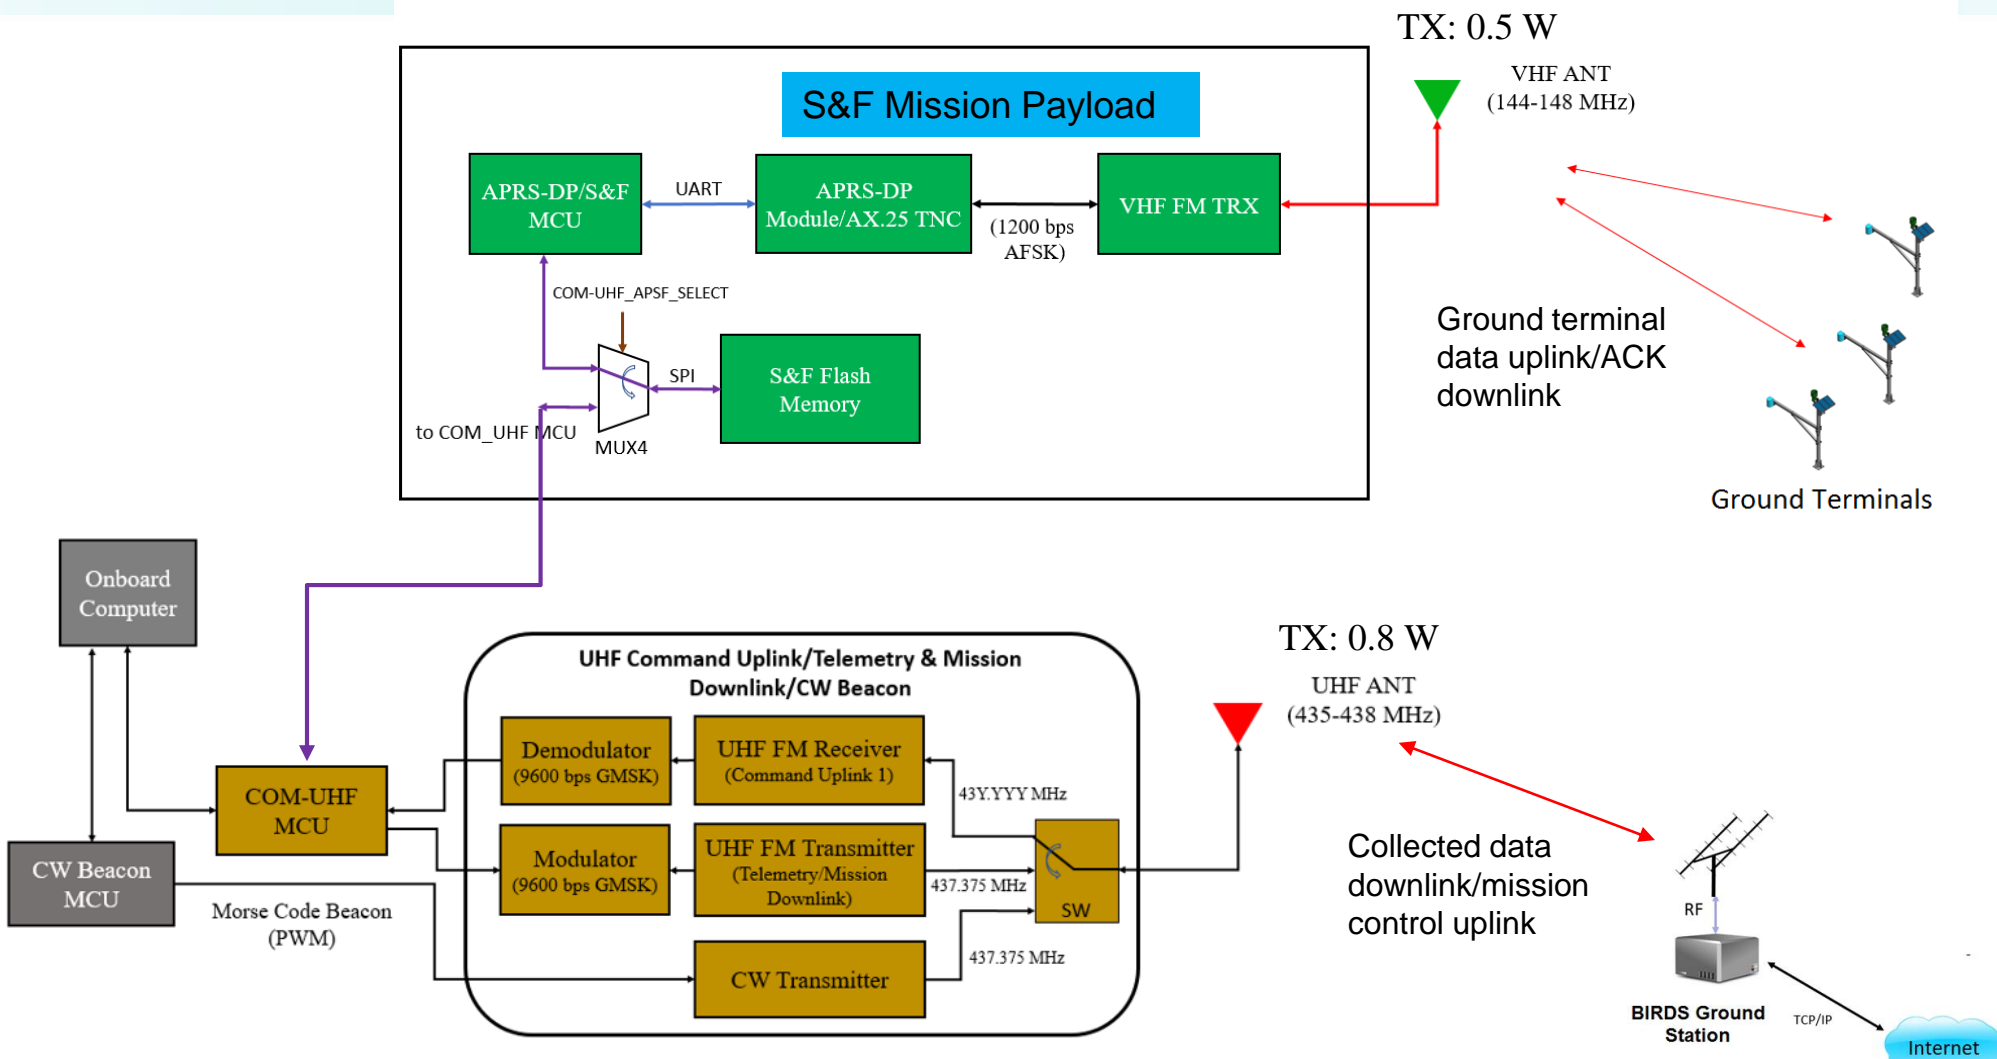 TX: 0.5 W
VHF ANT
(144-148 MHz)
S&F Mission Payload
APRS-DP/S&F
MCU
UART
APRS-DP
Module/AX.25 TNC
(1200 bps
AFSK)
VHF FM TRX
COM-UHF_APSF_SELECT
SPI
S&F Flash
Memory
to COM_UHF MCU
MUX4
Ground terminal
data uplink/ACK
downlink
Ground Terminals
Onboard
Computer
UHF Command Uplink/Telemetry & Mission
Downlink/CW Beacon
TX: 0.8 W
UHF ANT
(435-438 MHz)
Demodulator
(9600 bps GMSK)
UHF FM Receiver
(Command Uplink 1)
43Y.YYY MHz
COM-UHF
MCU
Modulator
(9600 bps GMSK)
UHF FM Transmitter
(Telemetry/Mission
Downlink)
437.375 MHz
SW
CW Beacon
MCU
Morse Code Beacon
(PWM)
CW Transmitter
437.375 MHz
Collected data
downlink/mission
control uplink
RF
BIRDS Ground
Station
TCP/IP
Internet